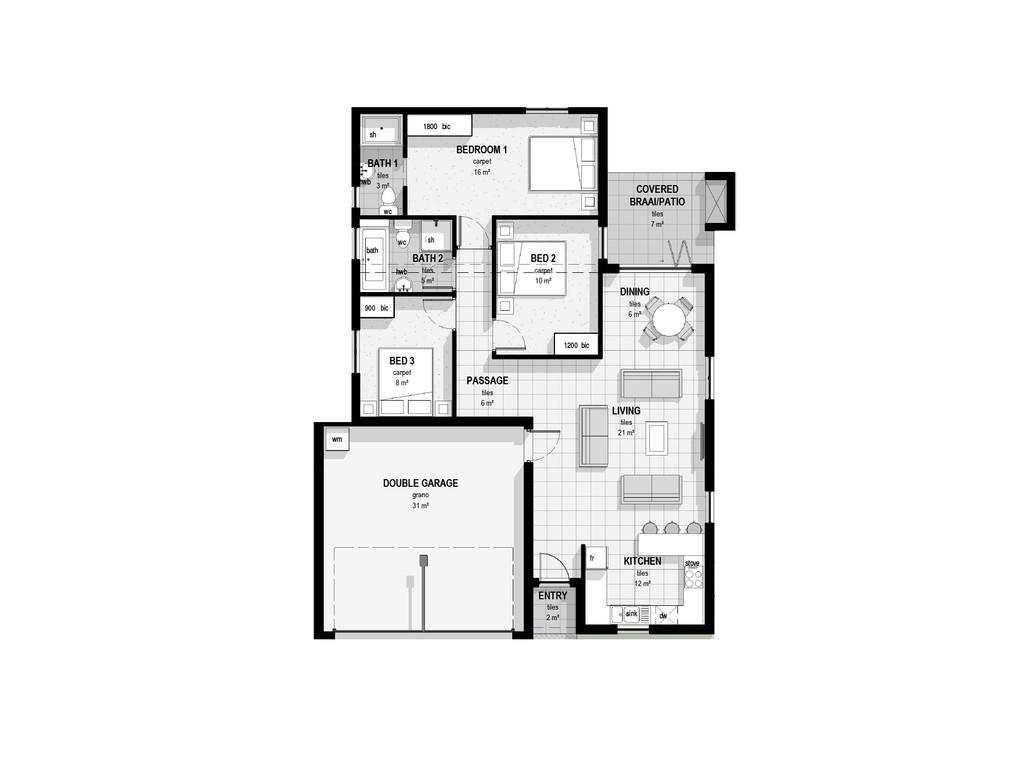 sh
1800 bic
BEDROOM 1
carpet
16 m²
BATH 1
tiles
3 m²
hwb
wc
COVERED
BRAAI/PATIO
tiles
7 m²
bath
wc
sh
BATH 2
tiles
5 m²
hwb
BED 2
carpet
10 m²
1200 bic
DINING
tiles
6 m²
900 bic
BED 3
carpet
8 m²
PASSAGE
tiles
6 m²
LIVING
tiles
21 m²
wm
DOUBLE GARAGE
grano
31 m²
fr
KITCHEN
tiles
12 m²
stove
ENTRY
tiles
2 m²
sink
dw